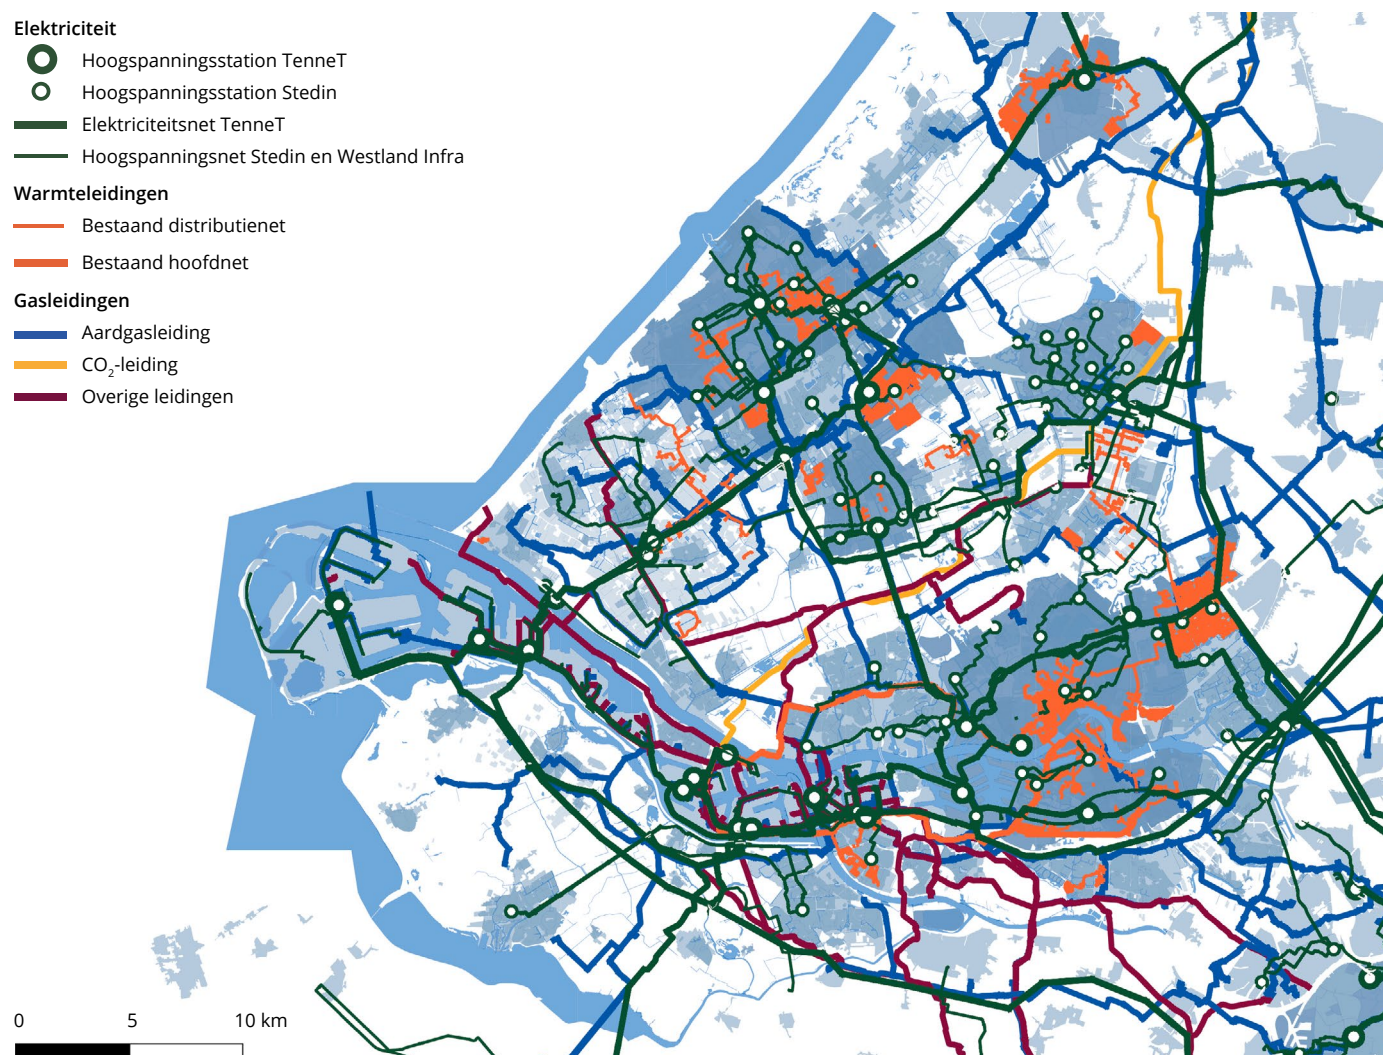 Elektriciteit
Hoogspanningsstation TenneT
Hoogspanningsstation Stedin
Elektriciteitsnet TenneT
Hoogspanningsnet Stedin en Westland Infra
Warmteleidingen
Bestaand distributienet
Bestaand hoofdnet
Gasleidingen
Aardgasleiding
CO₂-leiding
Overige leidingen
0 5 10 km